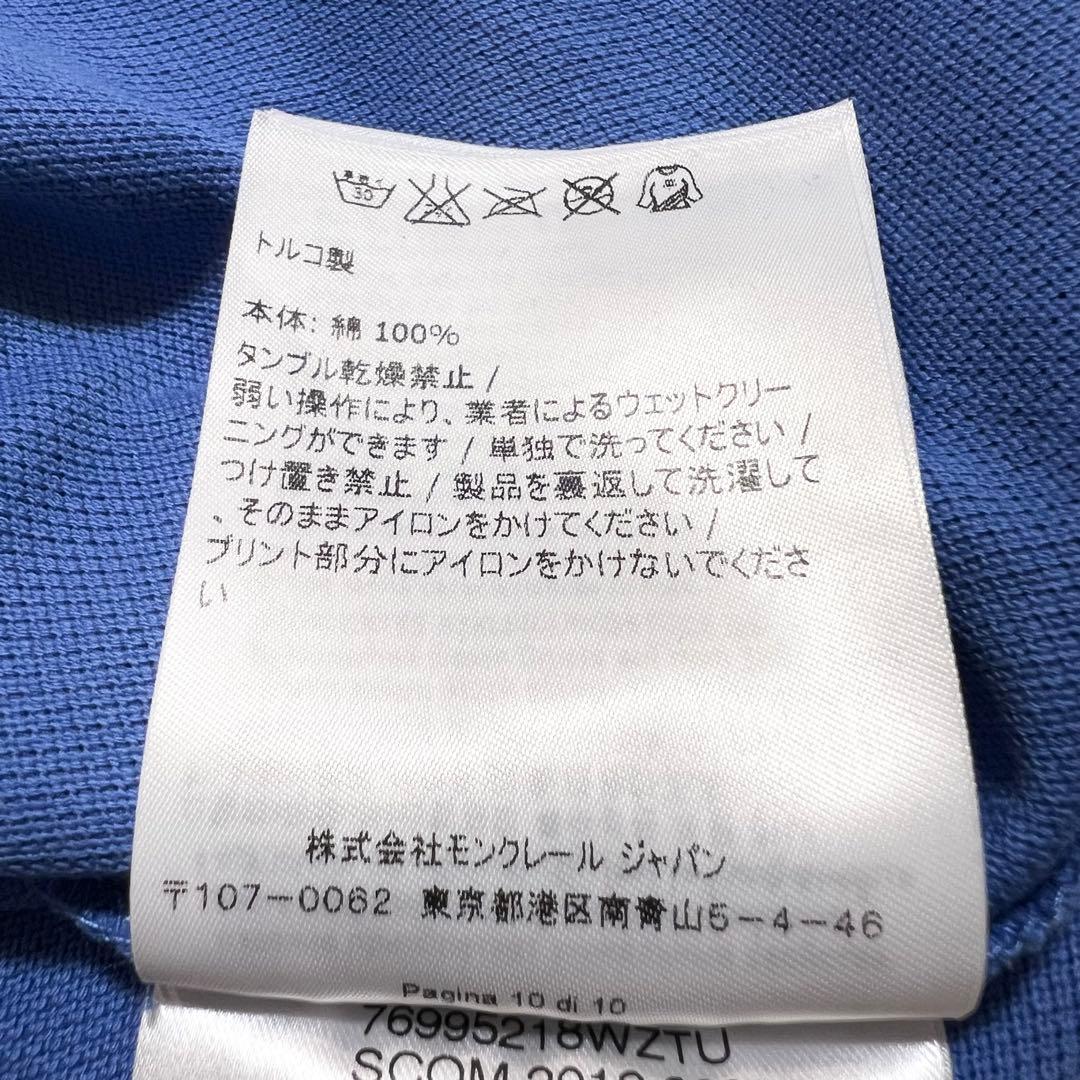 30
トルコ製
本体: 綿 100%
タンブル乾燥禁止 /
弱い操作により、業者によるウェットクリー
ニングができます / 単独で洗ってください /
つけ置き禁止 / 製品を裏返して洗濯して
、そのままアイロンをかけてください /
プリント部分にアイロンをかけないでくださ
い
株式会社モンクレール ジャパン
〒107-0062 東京都港区南青山5-4-46
Pagina 10 di 10
76995218WZTU
SCOM